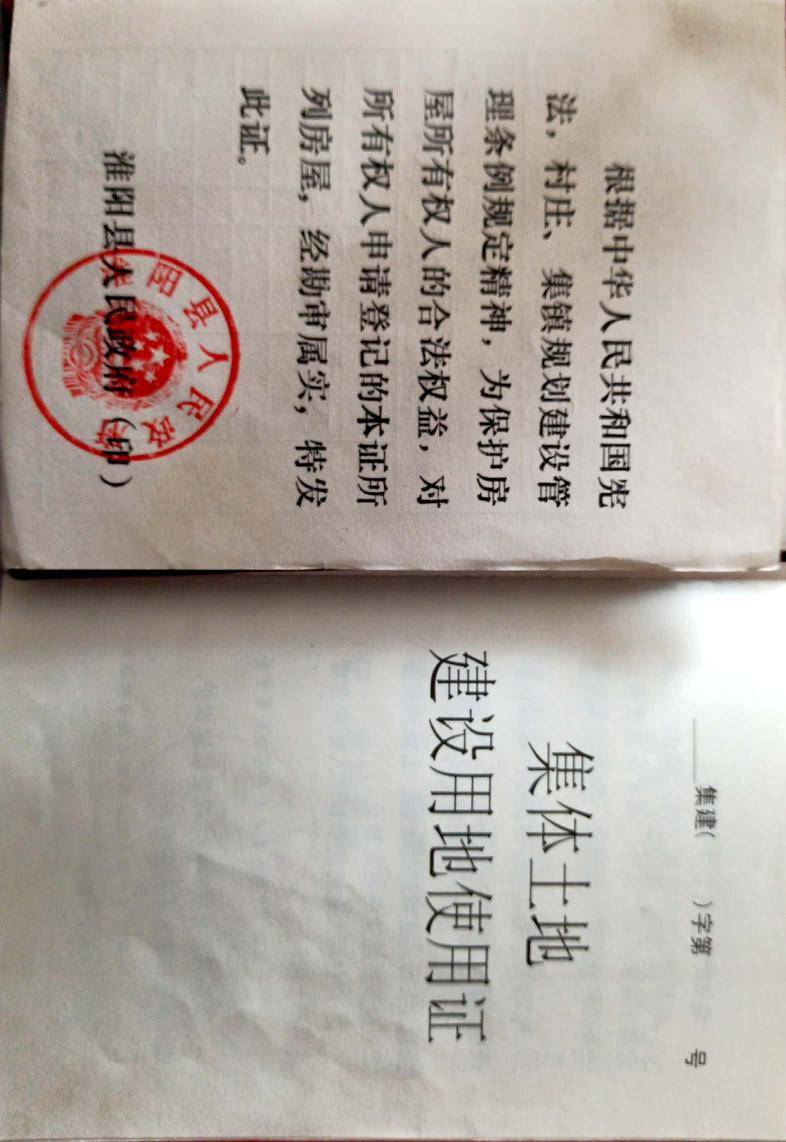 根据中华人民共和国宪
法，村庄、集镇规划建设管
理条例规定精神，为保护房
屋所有权人的合法权益，对
所有权人申请登记的本证所
列房屋，经勘审属实，特发
此证。
淮阳县人民政府（印）
阳县人民政
集建( )字第 号
集体土地
建设用地使用证